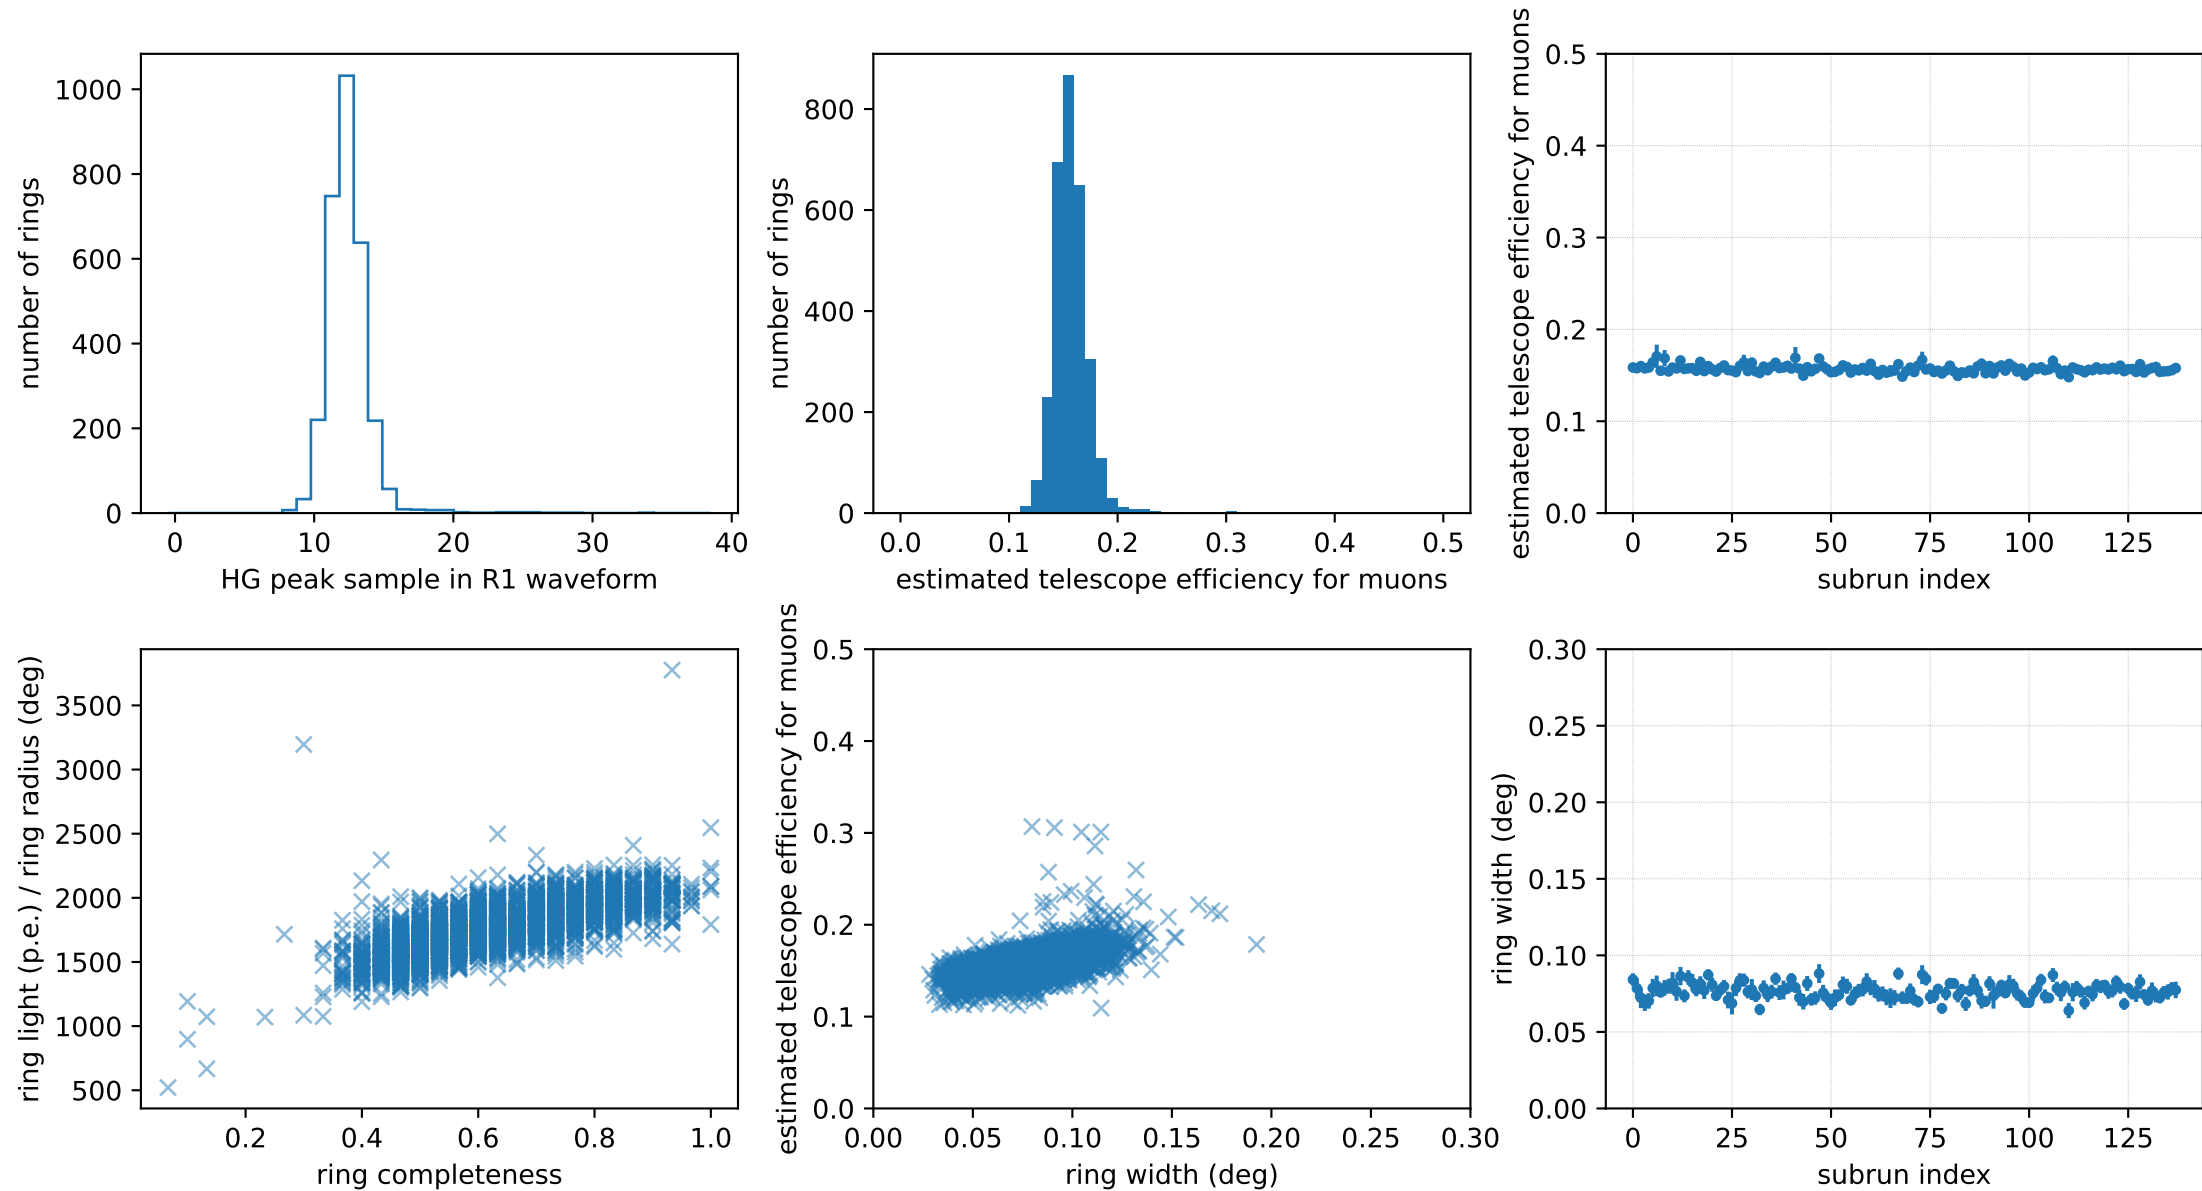 number of rings
1000
800
600
400
200
0
0 10 20 30 40
HG peak sample in R1 waveform
number of rings
800
600
400
200
0
0.0 0.1 0.2 0.3 0.4 0.5
estimated telescope efficiency for muons
estimated telescope efficiency for muons
0.5
0.4
0.3
0.2
0.1
0.0
0 25 50 75 100 125
subrun index
ring light (p.e.) / ring radius (deg)
3500
3000
2500
2000
1500
1000
500
0.2 0.4 0.6 0.8 1.0
ring completeness
estimated telescope efficiency for muons
0.5
0.4
0.3
0.2
0.1
0.0
0.00 0.05 0.10 0.15 0.20 0.25 0.30
ring width (deg)
ring width (deg)
0.30
0.25
0.20
0.15
0.10
0.05
0.00
0 25 50 75 100 125
subrun index